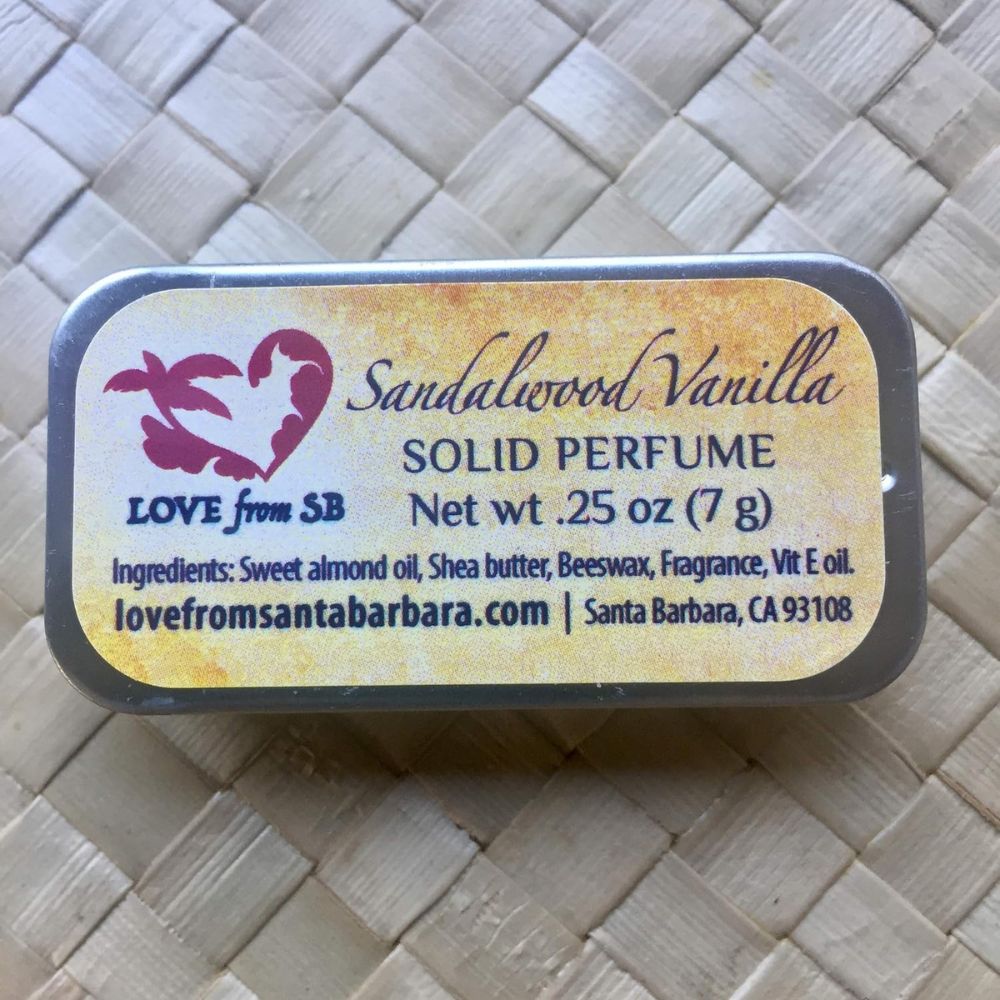 Sandalwood Vanilla
SOLID PERFUME
LOVE from SB
Net wt .25 oz (7 g)
Ingredients: Sweet almond oil, Shea butter, Beeswax, Fragrance, Vit E oil.
lovefromsantabarbara.com | Santa Barbara, CA 93108